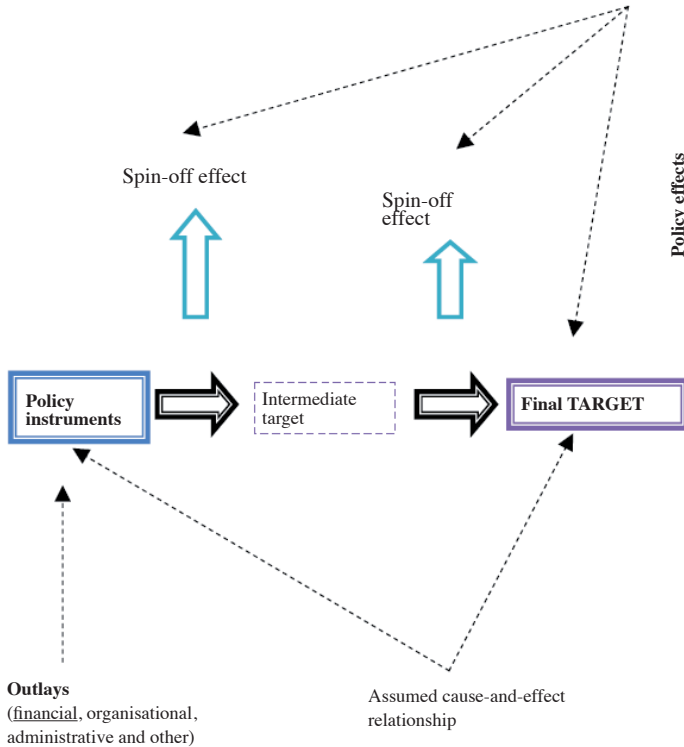 Spin-off effect
Spin-off
effect
Policy effects
Policy
instruments
Intermediate
target
Final TARGET
Outlays
(financial, organisational,
administrative and other)
Assumed cause-and-effect
relationship